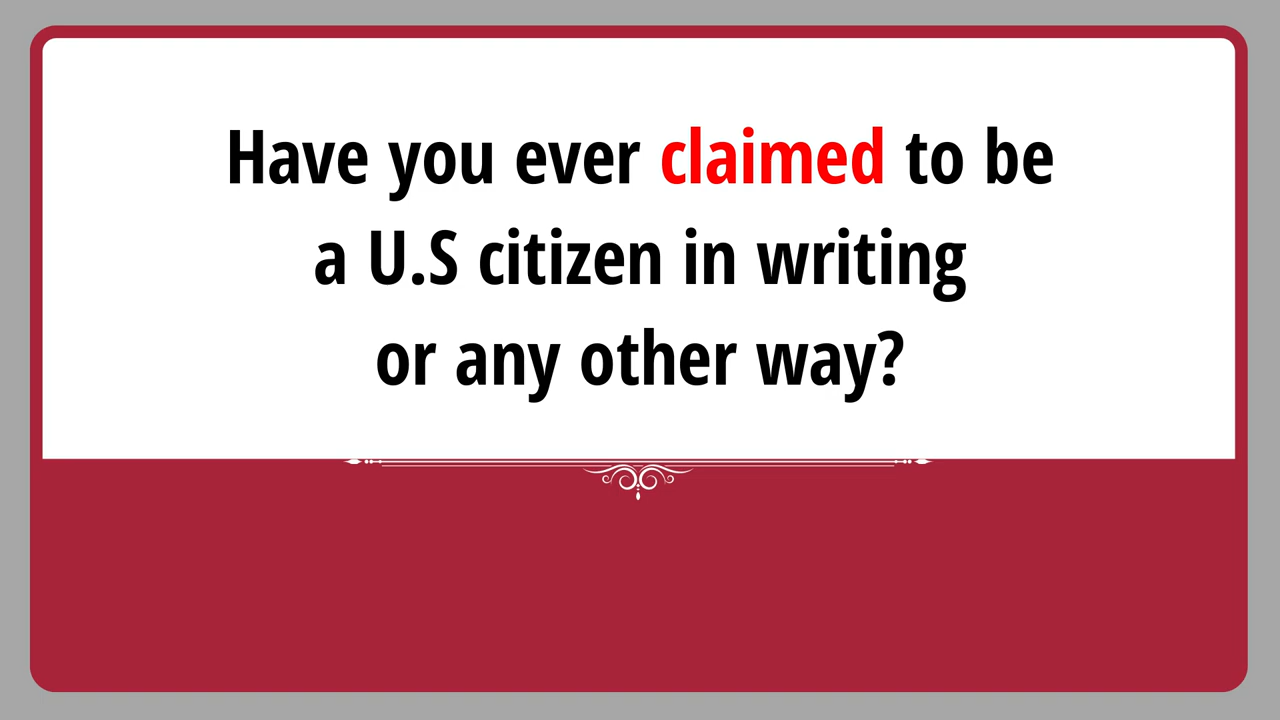 Have you ever claimed to be
a U.S citizen in writing
or any other way?